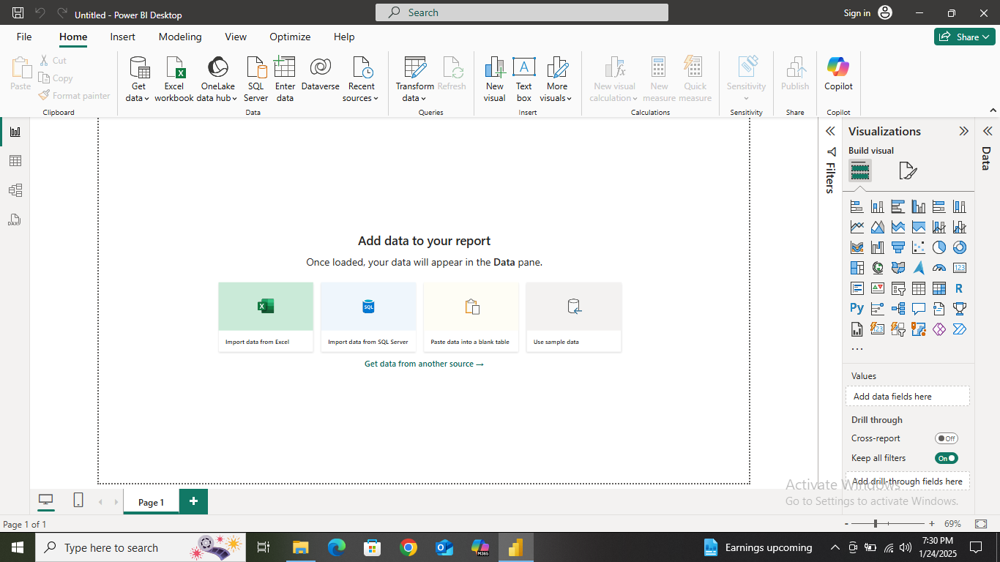 Untitled - Power BI Desktop
Search
Sign in
File
Home
Insert
Modeling
View
Optimize
Help
Share
Paste
Cut
Copy
Format painter
Clipboard
Get data
Excel workbook
OneLake data hub
SQL Server
Enter data
Dataverse
Recent sources
Data
Transform data
Refresh
Queries
New visual
Text box
More visuals
Insert
New visual calculation
New measure
Quick measure
Calculations
Sensitivity
Sensitivity
Publish
Share
Copilot
Copilot
DAX
Add data to your report
Once loaded, your data will appear in the Data pane.
SQL
Import data from Excel
Import data from SQL Server
Paste data into a blank table
Use sample data
Get data from another source →
Filters
Visualizations
Build visual
123
R
Py
123
...
Values
Add data fields here
Drill through
Cross-report
Off
Keep all filters
On
Add drill-through fields here
Data
Activate Windows
Go to Settings to activate Windows.
Page 1
+
Page 1 of 1
- + 69%
Type here to search
M365
Earnings upcoming
7:30 PM
1/24/2025